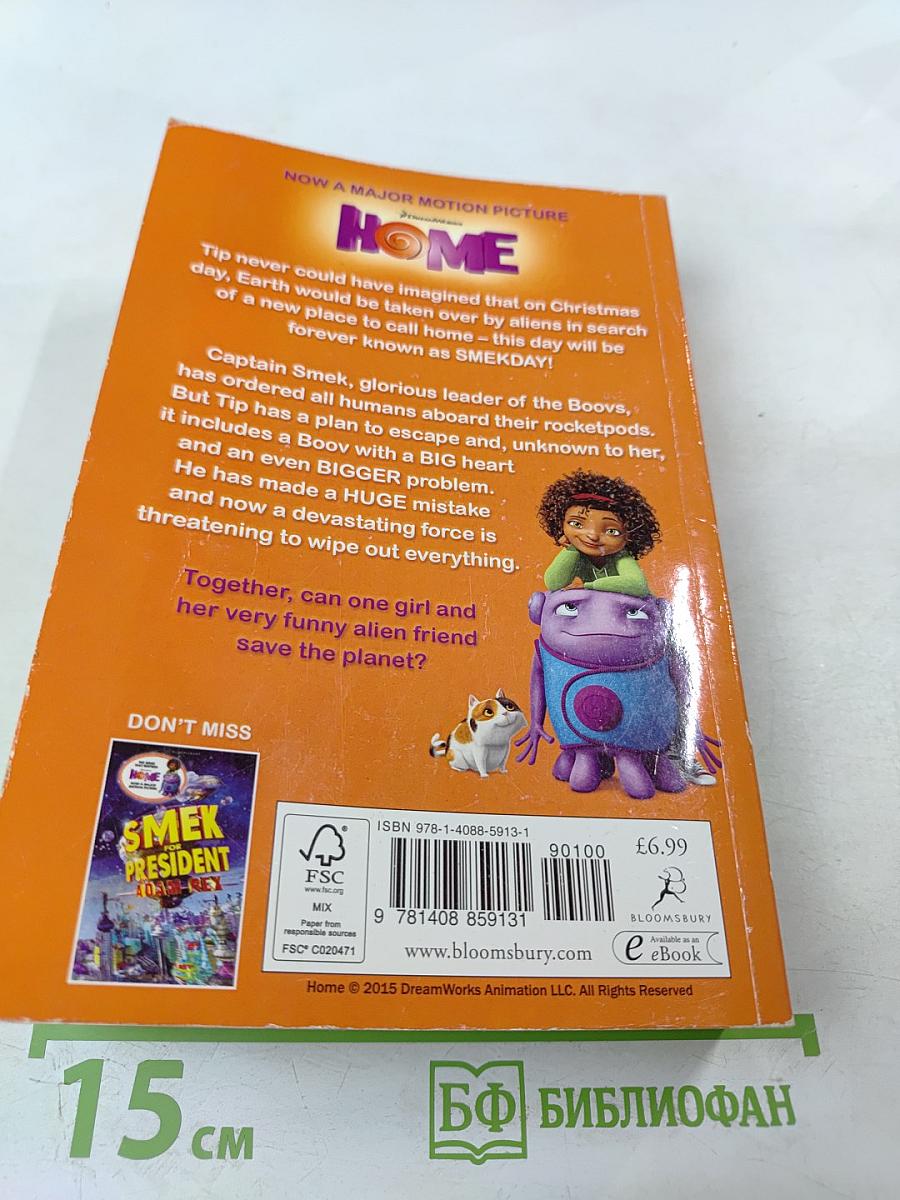 NOW A MAJOR MOTION PICTURE
DREAMWORKS
HOME
Tip never could have imagined that on Christmas
day, Earth would be taken over by aliens in search
of a new place to call home – this day will be
forever known as SMEKDAY!
Captain Smek, glorious leader of the Boovs,
has ordered all humans aboard their rocketpods.
But Tip has a plan to escape and, unknown to her,
it includes a Boov with a BIG heart
and an even BIGGER problem.
He has made a HUGE mistake
and now a devastating force is
threatening to wipe out everything.
Together, can one girl and
her very funny alien friend
save the planet?
DON'T MISS
HOME
SMEK
FOR
PRESIDENT
ADAM REX
FSC®
www.fsc.org
MIX
Paper from
responsible sources
FSC® C020471
ISBN 978-1-4088-5913-1
90100
9 781408 859131
www.bloomsbury.com
£6.99
BLOOMSBURY
e Available as an
eBook
Home © 2015 DreamWorks Animation LLC. All Rights Reserved
15 см
БФ БИБЛИОФАН